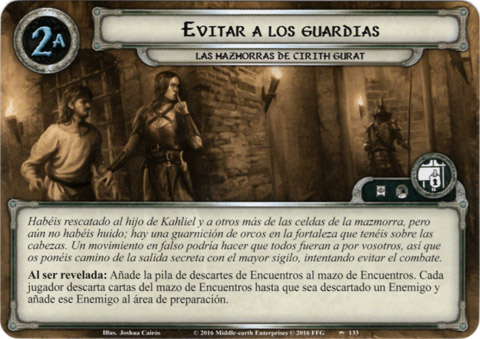 2A
EVITAR A LOS GUARDIAS
LAS MAZMORRAS DE CIRITH GURAT
Habéis rescatado al hijo de Kahliel y a otros más de las celdas de la mazmorra, pero
aún no habéis huido; hay una guarnición de orcos en la fortaleza que tenéis sobre las
cabezas. Un movimiento en falso podría hacer que todos fueran a por vosotros, así que
os ponéis camino de la salida secreta con el mayor sigilo, intentando evitar el combate.
Al ser revelada: Añade la pila de descartes de Encuentros al mazo de Encuentros. Cada
jugador descarta cartas del mazo de Encuentros hasta que sea descartado un Enemigo y
añade ese Enemigo al área de preparación.
Illus. Joshua Cairós © 2016 Middle-earth Enterprises © 2016 FFG 133